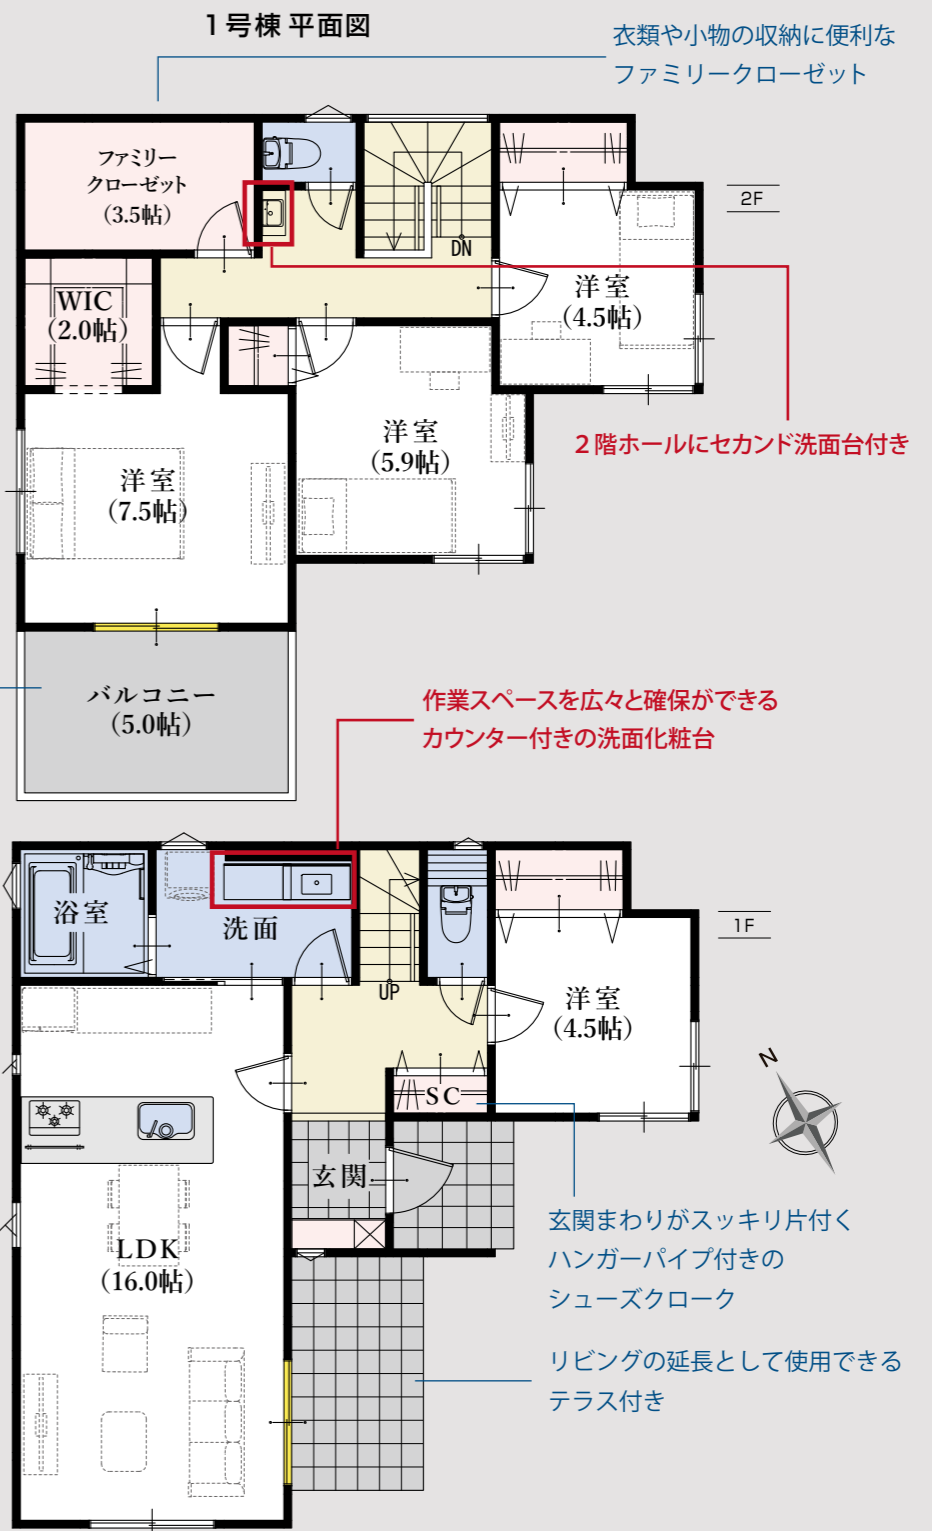 1号棟 平面図
衣類や小物の収納に便利な
ファミリークローゼット
ファミリー
クローゼット
(3.5帖)
2F
DN
WIC
(2.0帖)
洋室
(4.5帖)
洋室
(5.9帖)
2階ホールにセカンド洗面台付き
洋室
(7.5帖)
バルコニー
(5.0帖)
作業スペースを広々と確保ができる
カウンター付きの洗面化粧台
浴室
洗面
1F
UP
洋室
(4.5帖)
N
SC
玄関
玄関まわりがスッキリ片付く
ハンガーパイプ付きの
シューズクローク
LDK
(16.0帖)
リビングの延長として使用できる
テラス付き